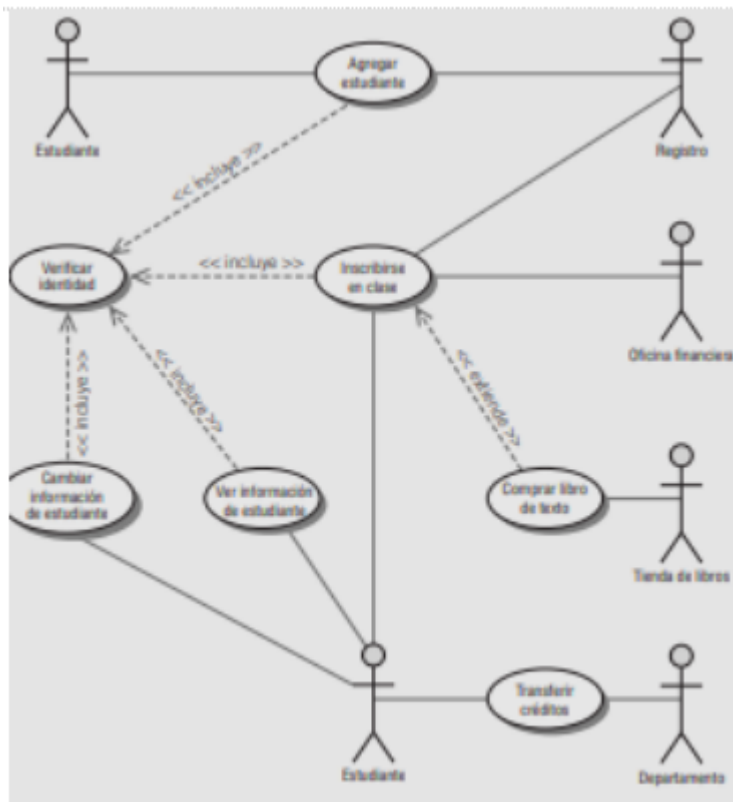 Agregar
estudiante
Estudiante
Registro
<< incluye >>
Verificar
identidad
<< incluye >>
Inscribirse
en clase
Oficina financiera
<< incluye >>
<< incluye >>
<< extiende >>
Cambiar
información
de estudiante
Ver información
de estudiante
Comprar libro
de texto
Tienda de libros
Transferir
créditos
Estudiante
Departamento